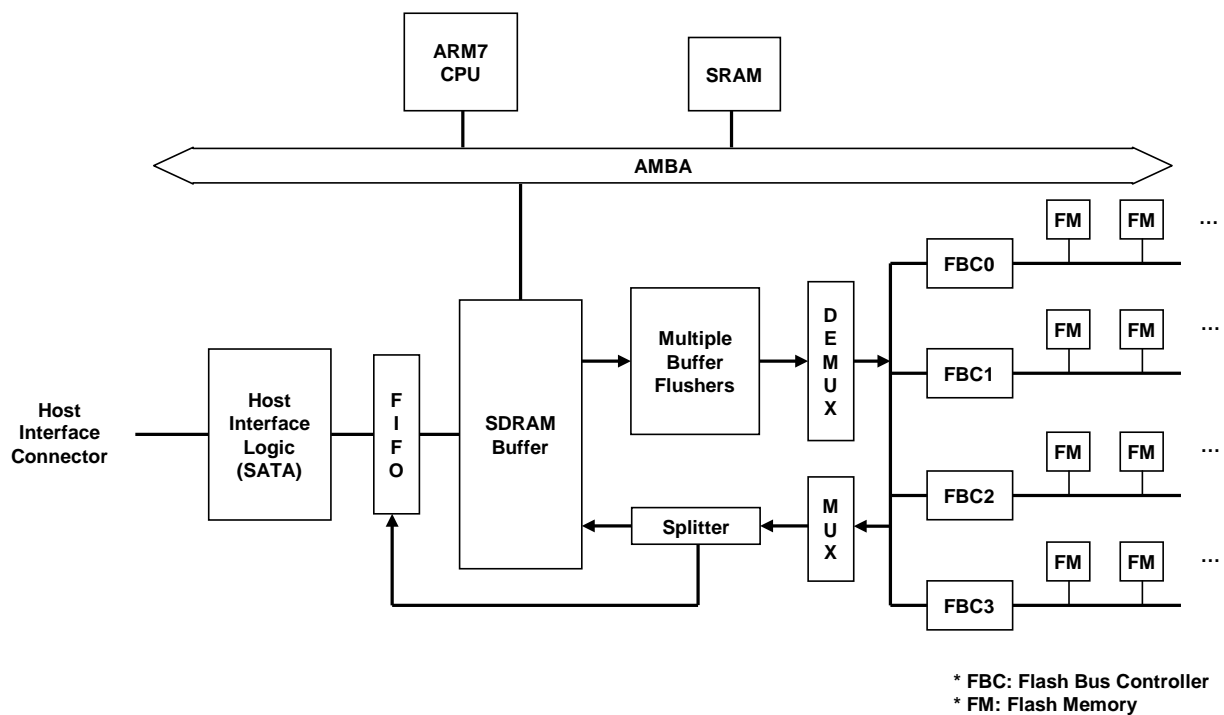 ARM7
CPU
SRAM
AMBA
FM
FM
...
FBC0
FM
FM
...
FBC1
Multiple
Buffer
Flushers
D
E
M
U
X
Host
Interface
Connector
Host
Interface
Logic
(SATA)
F
I
F
O
SDRAM
Buffer
FM
FM
...
FBC2
Splitter
M
U
X
FM
FM
...
FBC3
* FBC: Flash Bus Controller
* FM: Flash Memory